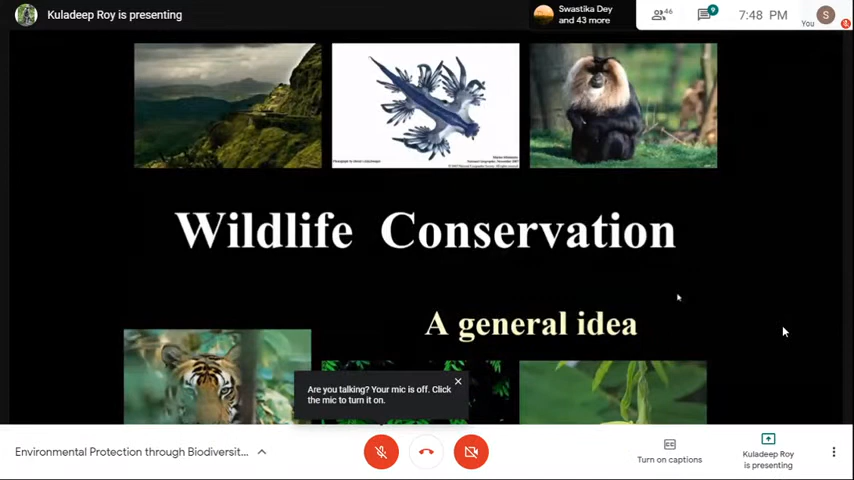 Kuladeep Roy is presenting
Swastika Dey
and 43 more
46
9
7:48 PM
You
S
Wildlife Conservation
A general idea
Are you talking? Your mic is off. Click
the mic to turn it on.
Environmental Protection through Biodiversit...
Turn on captions
Kuladeep Roy
is presenting